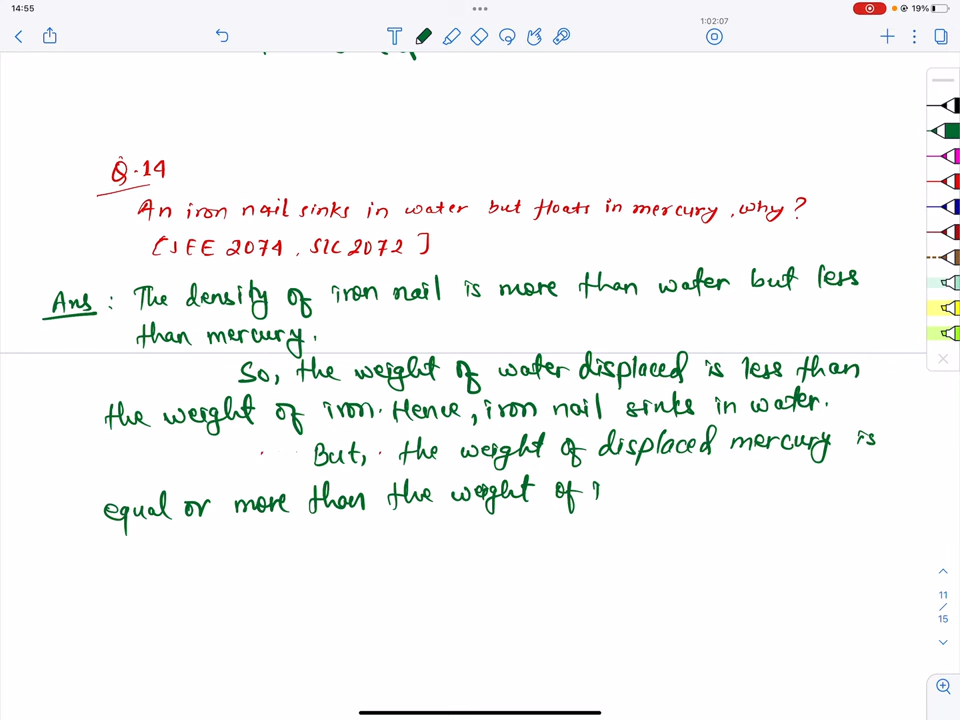 14:55
19%
1:02:07
Q.14
An iron nail sinks in water but floats in mercury, why?
[SEE 2074, SLC 2072]
Ans : The density of iron nail is more than water but less
than mercury.
So, the weight of water displaced is less than
the weight of iron. Hence, iron nail sinks in water.
But, the weight of displaced mercury is
equal or more than the weight of
11
/
15